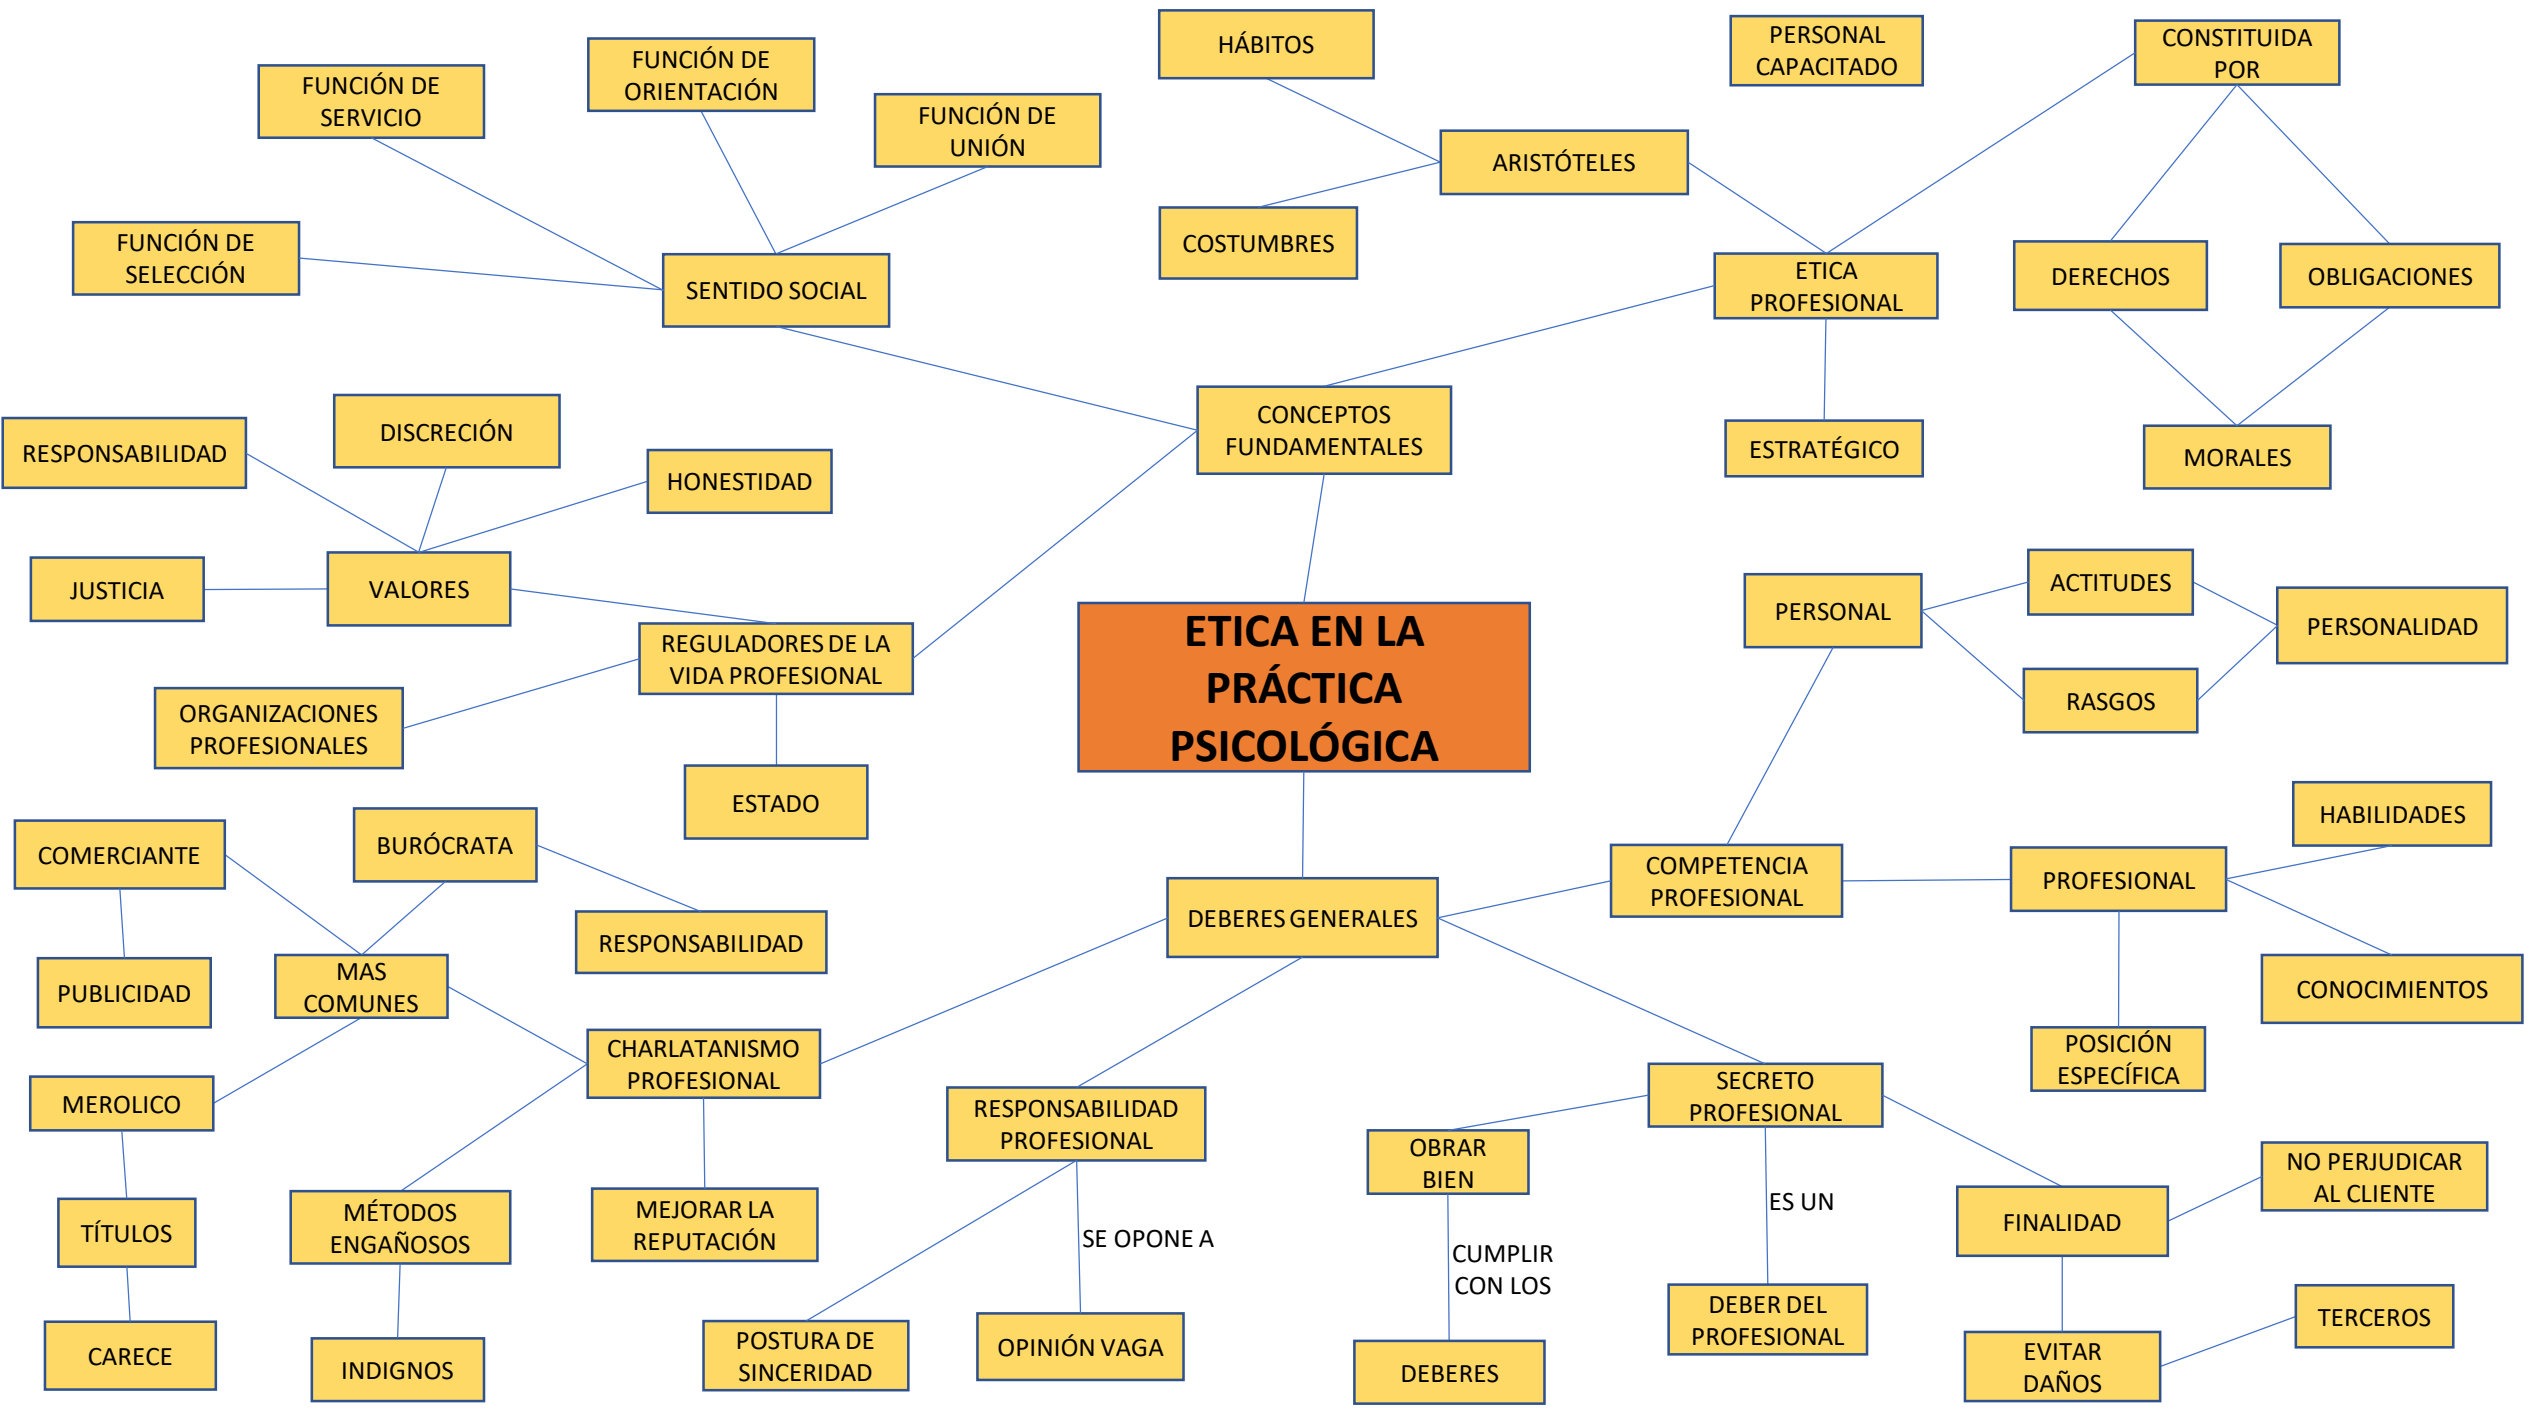 HÁBITOS
PERSONAL
CAPACITADO
CONSTITUIDA
POR
FUNCIÓN DE
ORIENTACIÓN
FUNCIÓN DE
SERVICIO
FUNCIÓN DE
UNIÓN
ARISTÓTELES
FUNCIÓN DE
SELECCIÓN
COSTUMBRES
SENTIDO SOCIAL
ETICA
PROFESIONAL
DERECHOS
OBLIGACIONES
DISCRECIÓN
CONCEPTOS
FUNDAMENTALES
RESPONSABILIDAD
ESTRATÉGICO
MORALES
HONESTIDAD
JUSTICIA
VALORES
ACTITUDES
PERSONAL
PERSONALIDAD
ETICA EN LA
PRÁCTICA
PSICOLÓGICA
REGULADORES DE LA
VIDA PROFESIONAL
RASGOS
ORGANIZACIONES
PROFESIONALES
ESTADO
HABILIDADES
COMERCIANTE
BURÓCRATA
COMPETENCIA
PROFESIONAL
PROFESIONAL
DEBERES GENERALES
RESPONSABILIDAD
PUBLICIDAD
MAS
COMUNES
CONOCIMIENTOS
CHARLATANISMO
PROFESIONAL
POSICIÓN
ESPECÍFICA
MEROLICO
RESPONSABILIDAD
PROFESIONAL
SECRETO
PROFESIONAL
OBRAR
BIEN
NO PERJUDICAR
AL CLIENTE
TÍTULOS
MÉTODOS
ENGAÑOSOS
MEJORAR LA
REPUTACIÓN
SE OPONE A
CUMPLIR
CON LOS
ES UN
FINALIDAD
CARECE
INDIGNOS
POSTURA DE
SINCERIDAD
OPINIÓN VAGA
DEBERES
DEBER DEL
PROFESIONAL
TERCEROS
EVITAR
DAÑOS